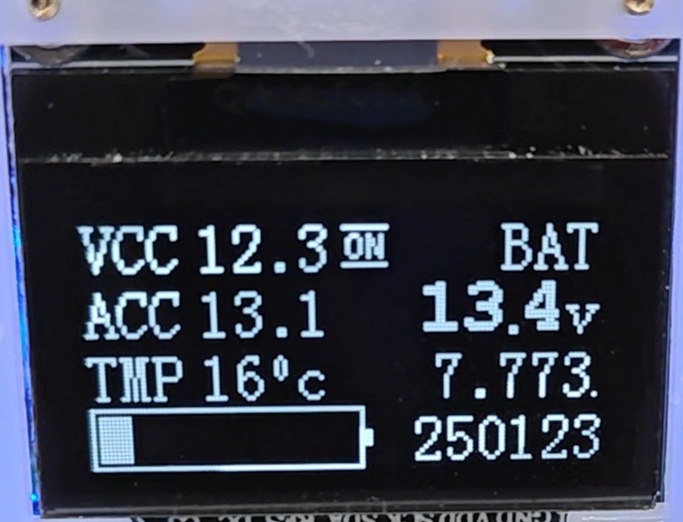 VCC 12.3 ON BAT
ACC 13.1 13.4v
TMP 16°c 7.773.
250123